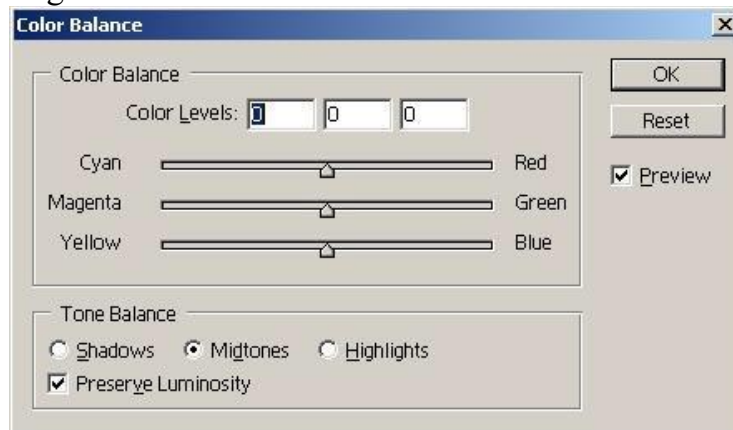 Color Balance
Color Balance
Color Levels: 0 0 0
Cyan Red
Magenta Green
Yellow Blue
Tone Balance
Shadows Midtones Highlights
Preserve Luminosity
OK
Reset
Preview